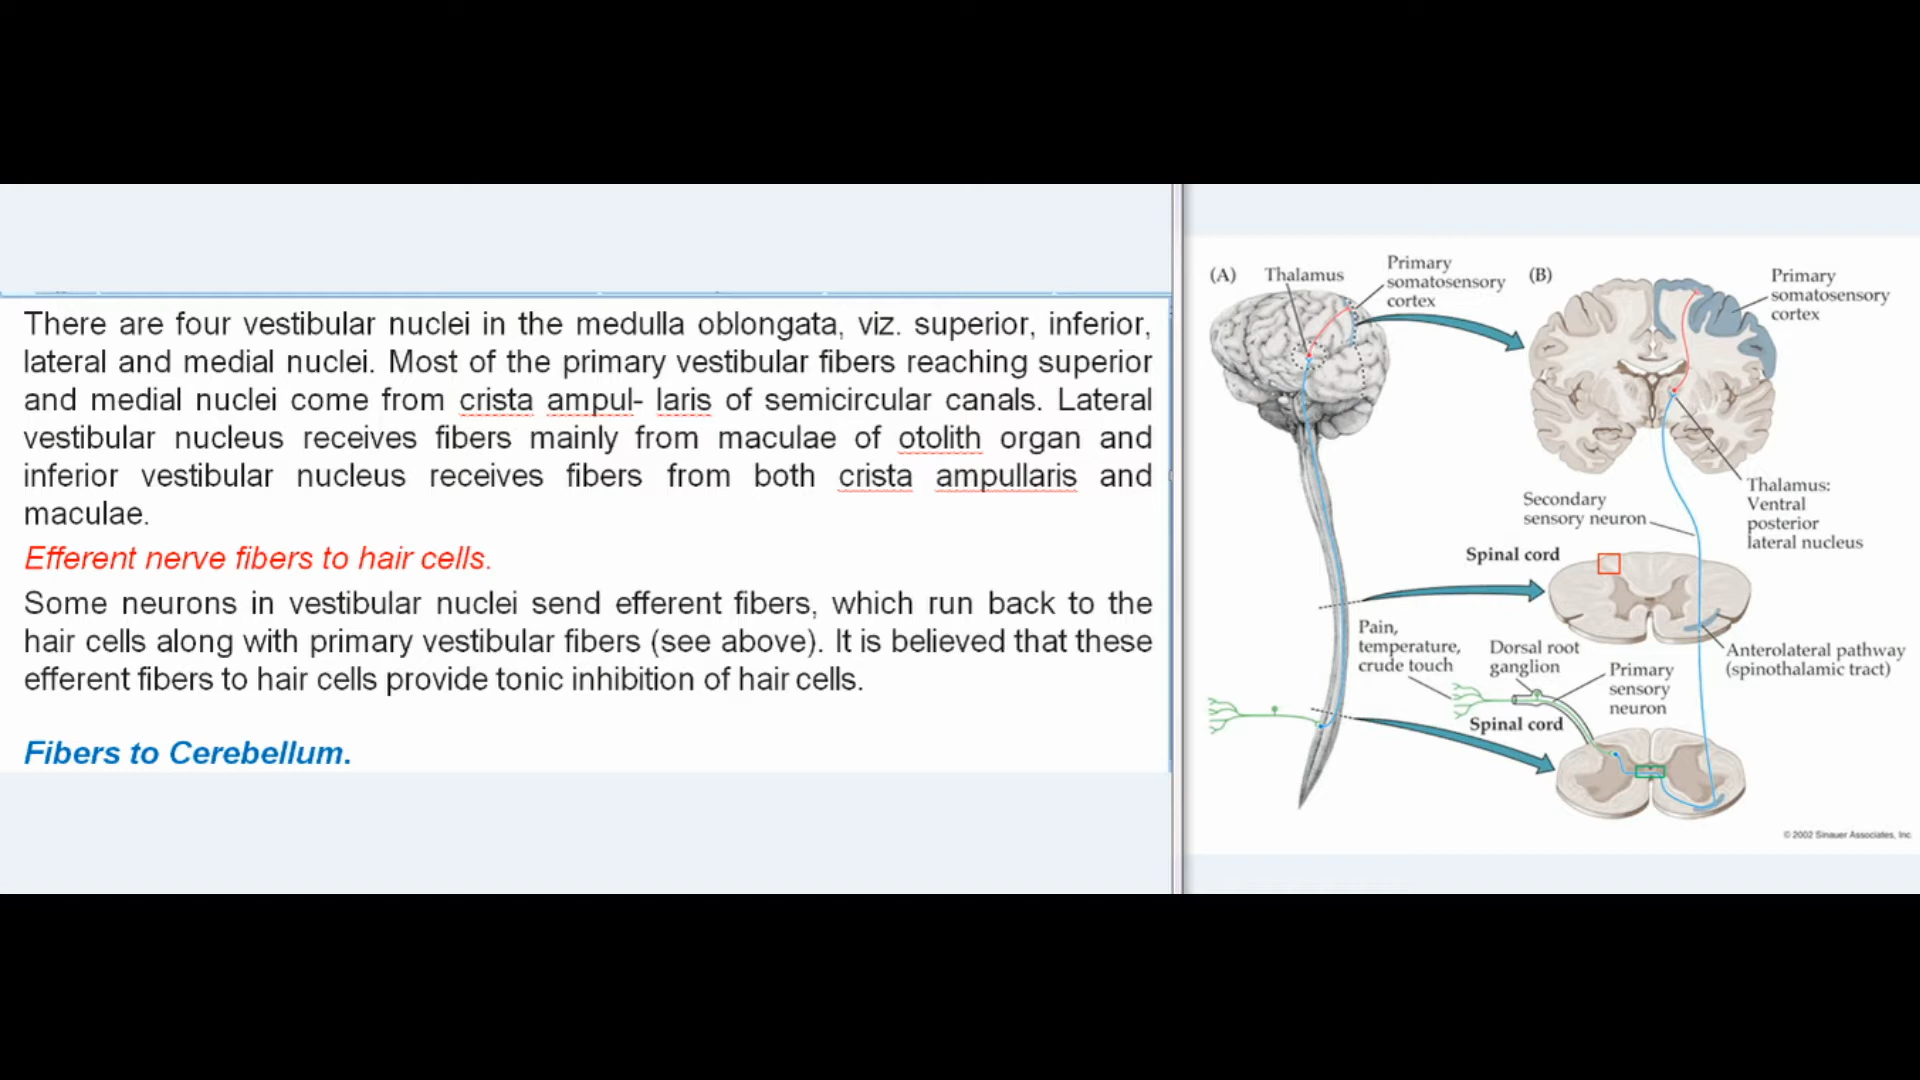 There are four vestibular nuclei in the medulla oblongata, viz. superior, inferior,
lateral and medial nuclei. Most of the primary vestibular fibers reaching superior
and medial nuclei come from crista ampul- laris of semicircular canals. Lateral
vestibular nucleus receives fibers mainly from maculae of otolith organ and
inferior vestibular nucleus receives fibers from both crista ampullaris and
maculae.
Efferent nerve fibers to hair cells.
Some neurons in vestibular nuclei send efferent fibers, which run back to the
hair cells along with primary vestibular fibers (see above). It is believed that these
efferent fibers to hair cells provide tonic inhibition of hair cells.
Fibers to Cerebellum.
(A)
Thalamus
Primary
somatosensory
cortex
(B)
Primary
somatosensory
cortex
Secondary
sensory neuron
Thalamus:
Ventral
posterior
lateral nucleus
Spinal cord
Pain,
temperature,
crude touch
Dorsal root
ganglion
Primary
sensory
neuron
Anterolateral pathway
(spinothalamic tract)
Spinal cord
© 2002 Sinauer Associates, Inc